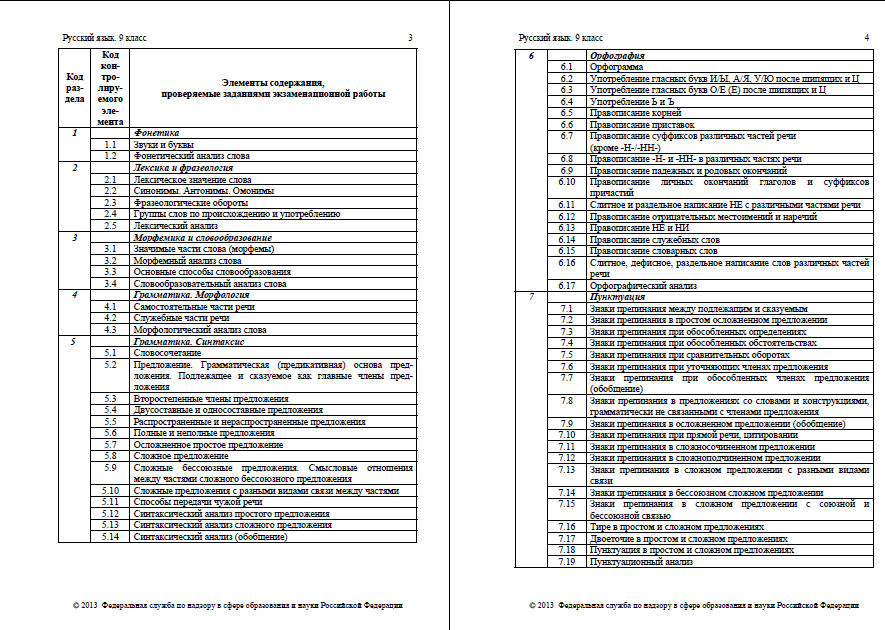 Русский язык. 9 класс 3
Код раз-дела Код кон-тро-лиру-емого эле-мента Элементы содержания,
проверяемые заданиями экзаменационной работы
1 Фонетика
1.1 Звуки и буквы
1.2 Фонетический анализ слова
2 Лексика и фразеология
2.1 Лексическое значение слова
2.2 Синонимы. Антонимы. Омонимы
2.3 Фразеологические обороты
2.4 Группы слов по происхождению и употреблению
2.5 Лексический анализ
3 Морфемика и словообразование
3.1 Значимые части слова (морфемы)
3.2 Морфемный анализ слова
3.3 Основные способы словообразования
3.4 Словообразовательный анализ слова
4 Грамматика. Морфология
4.1 Самостоятельные части речи
4.2 Служебные части речи
4.3 Морфологический анализ слова
5 Грамматика. Синтаксис
5.1 Словосочетание
5.2 Предложение. Грамматическая (предикативная) основа пред-
ложения. Подлежащее и сказуемое как главные члены пред-
ложения
5.3 Второстепенные члены предложения
5.4 Двусоставные и односоставные предложения
5.5 Распространенные и нераспространенные предложения
5.6 Полные и неполные предложения
5.7 Осложненное простое предложение
5.8 Сложное предложение
5.9 Сложные бессоюзные предложения. Смысловые отношения
между частями сложного бессоюзного предложения
5.10 Сложные предложения с разными видами связи между частями
5.11 Способы передачи чужой речи
5.12 Синтаксический анализ простого предложения
5.13 Синтаксический анализ сложного предложения
5.14 Синтаксический анализ (обобщение)
© 2013 Федеральная служба по надзору в сфере образования и науки Российской Федерации
Русский язык. 9 класс 4
6 Орфография
6.1 Орфограмма
6.2 Употребление гласных букв И/Ы, А/Я, У/Ю после шипящих и Ц
6.3 Употребление гласных букв О/Е (Ё) после шипящих и Ц
6.4 Употребление Ь и Ъ
6.5 Правописание корней
6.6 Правописание приставок
6.7 Правописание суффиксов различных частей речи
(кроме -Н-/-НН-)
6.8 Правописание -Н- и -НН- в различных частях речи
6.9 Правописание падежных и родовых окончаний
6.10 Правописание личных окончаний глаголов и суффиксов
причастий
6.11 Слитное и раздельное написание НЕ с различными частями речи
6.12 Правописание отрицательных местоимений и наречий
6.13 Правописание НЕ и НИ
6.14 Правописание служебных слов
6.15 Правописание словарных слов
6.16 Слитное, дефисное, раздельное написание слов различных частей
речи
6.17 Орфографический анализ
7 Пунктуация
7.1 Знаки препинания между подлежащим и сказуемым
7.2 Знаки препинания в простом осложненном предложении
7.3 Знаки препинания при обособленных определениях
7.4 Знаки препинания при обособленных обстоятельствах
7.5 Знаки препинания при сравнительных оборотах
7.6 Знаки препинания при уточняющих членах предложения
7.7 Знаки препинания при обособленных членах предложения
(обобщение)
7.8 Знаки препинания в предложениях со словами и конструкциями,
грамматически не связанными с членами предложения
7.9 Знаки препинания в осложненном предложении (обобщение)
7.10 Знаки препинания при прямой речи, цитировании
7.11 Знаки препинания в сложносочиненном предложении
7.12 Знаки препинания в сложноподчиненном предложении
7.13 Знаки препинания в сложном предложении с разными видами
связи
7.14 Знаки препинания в бессоюзном сложном предложении
7.15 Знаки препинания в сложном предложении с союзной и
бессоюзной связью
7.16 Тире в простом и сложном предложениях
7.17 Двоеточие в простом и сложном предложениях
7.18 Пунктуация в простом и сложном предложениях
7.19 Пунктуационный анализ
© 2013 Федеральная служба по надзору в сфере образования и науки Российской Федерации